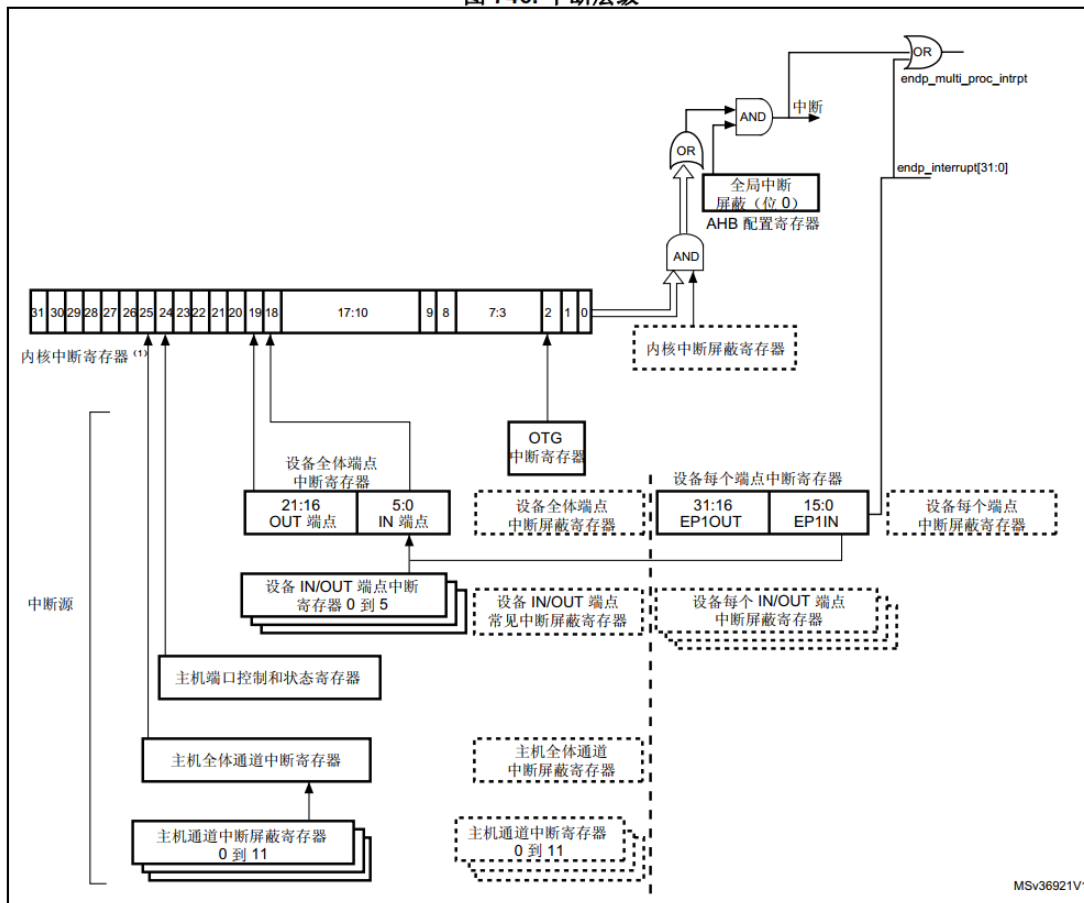 图 746. 中断层级
OR
endp_multi_proc_intrpt
AND
中断
OR
endp_interrupt[31:0]
全局中断
屏蔽（位 0）
AHB 配置寄存器
AND
31 30 29 28 27 26 25 24 23 22 21 20 19 18 17:10 9 8 7:3 2 1 0
内核中断寄存器 (1)
内核中断屏蔽寄存器
OTG
中断寄存器
设备全体端点
中断寄存器
21:16
OUT 端点
5:0
IN 端点
设备全体端点
中断屏蔽寄存器
设备每个端点中断寄存器
31:16
EP1OUT
15:0
EP1IN
设备每个端点
中断屏蔽寄存器
中断源
设备 IN/OUT 端点中断
寄存器 0 到 5
设备 IN/OUT 端点
常见中断屏蔽寄存器
设备每个 IN/OUT 端点
中断屏蔽寄存器
主机端口控制和状态寄存器
主机全体通道中断寄存器
主机全体通道
中断屏蔽寄存器
主机通道中断屏蔽寄存器
0 到 11
主机通道中断寄存器
0 到 11